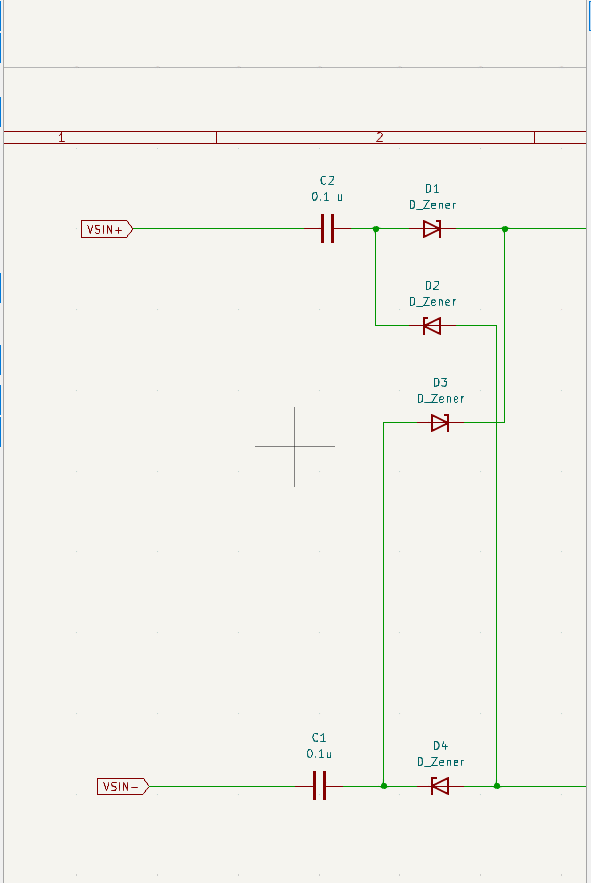 1
2
C2
0.1 u
D1
D_Zener
VSIN+
D2
D_Zener
D3
D_Zener
C1
0.1u
D4
D_Zener
VSIN-